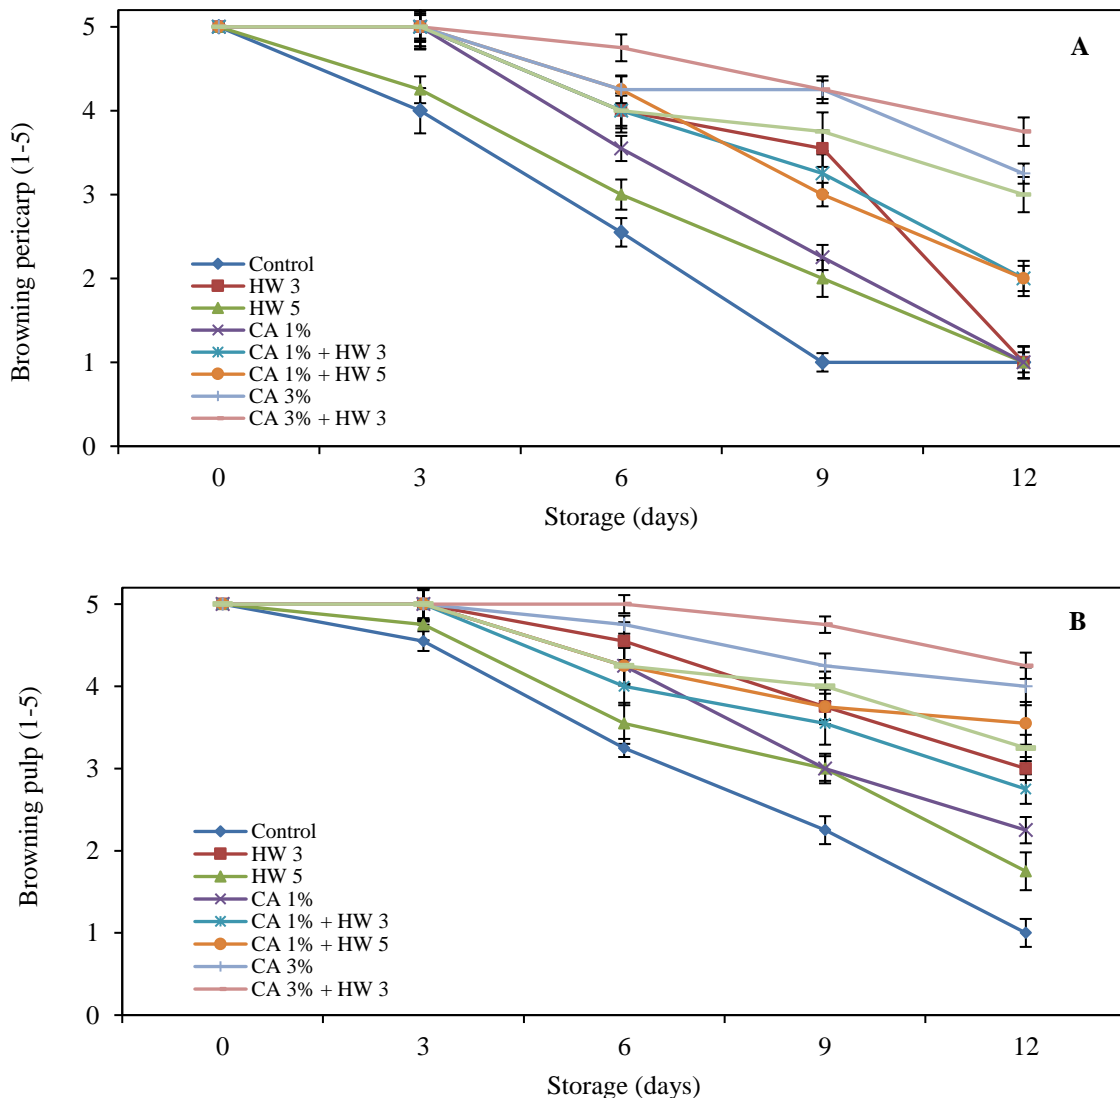 A
Browning pericarp (1-5)
5
4
3
2
1
0
Control
HW 3
HW 5
CA 1%
CA 1% + HW 3
CA 1% + HW 5
CA 3%
CA 3% + HW 3
0 3 6 9 12
Storage (days)
B
Browning pulp (1-5)
5
4
3
2
1
0
Control
HW 3
HW 5
CA 1%
CA 1% + HW 3
CA 1% + HW 5
CA 3%
CA 3% + HW 3
0 3 6 9 12
Storage (days)